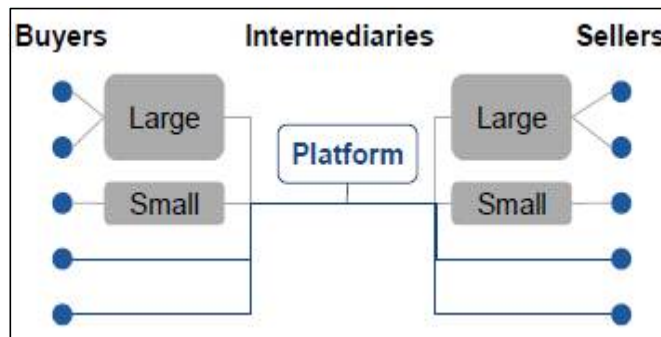 Buyers Intermediaries Sellers
Large Large
Platform
Small Small